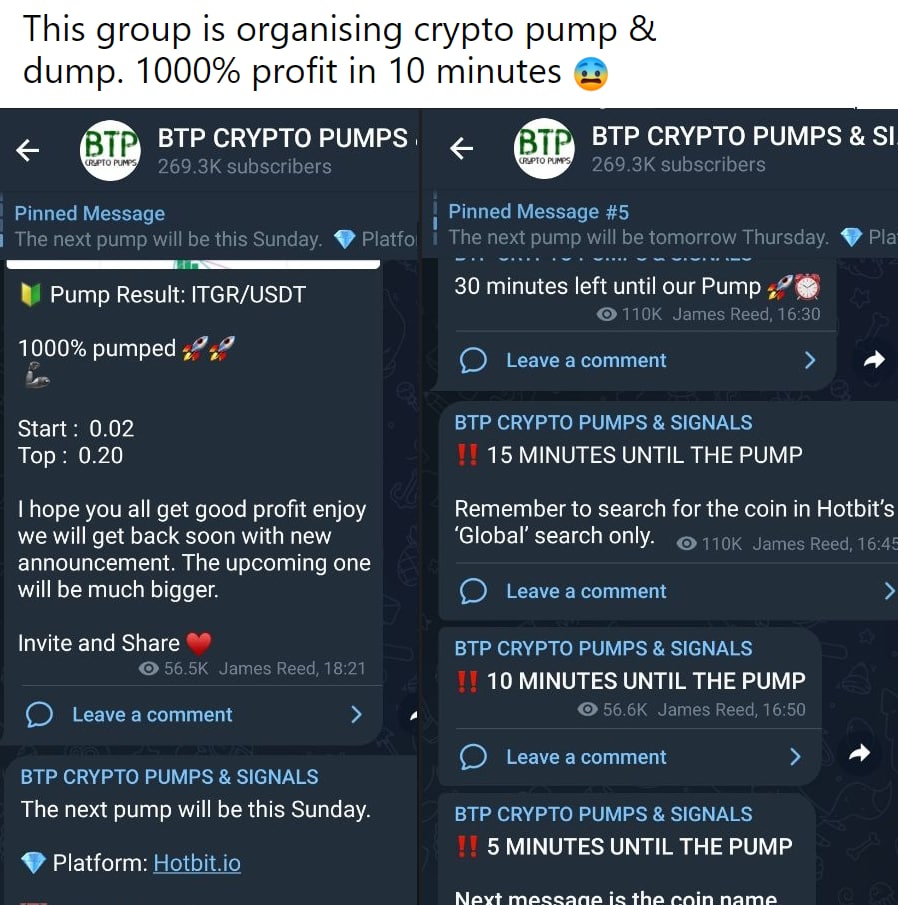 This group is organising crypto pump &
dump. 1000% profit in 10 minutes 😨
BTP
CRYPTO PUMPS
BTP CRYPTO PUMPS
269.3K subscribers
Pinned Message
The next pump will be this Sunday. 💎 Platfo
🔰 Pump Result: ITGR/USDT
1000% pumped 🚀🚀
🦾
Start : 0.02
Top : 0.20
I hope you all get good profit enjoy
we will get back soon with new
announcement. The upcoming one
will be much bigger.
Invite and Share ♥️
56.5K James Reed, 18:21
Leave a comment
BTP CRYPTO PUMPS & SIGNALS
The next pump will be this Sunday.
💎 Platform: Hotbit.io
BTP
CRYPTO PUMPS
BTP CRYPTO PUMPS & SI
269.3K subscribers
Pinned Message #5
The next pump will be tomorrow Thursday. 💎 Pla
30 minutes left until our Pump 🚀⏰
110K James Reed, 16:30
Leave a comment
BTP CRYPTO PUMPS & SIGNALS
‼️ 15 MINUTES UNTIL THE PUMP
Remember to search for the coin in Hotbit's
'Global' search only.
110K James Reed, 16:45
Leave a comment
BTP CRYPTO PUMPS & SIGNALS
‼️ 10 MINUTES UNTIL THE PUMP
56.6K James Reed, 16:50
Leave a comment
BTP CRYPTO PUMPS & SIGNALS
‼️ 5 MINUTES UNTIL THE PUMP
Next message is the coin name